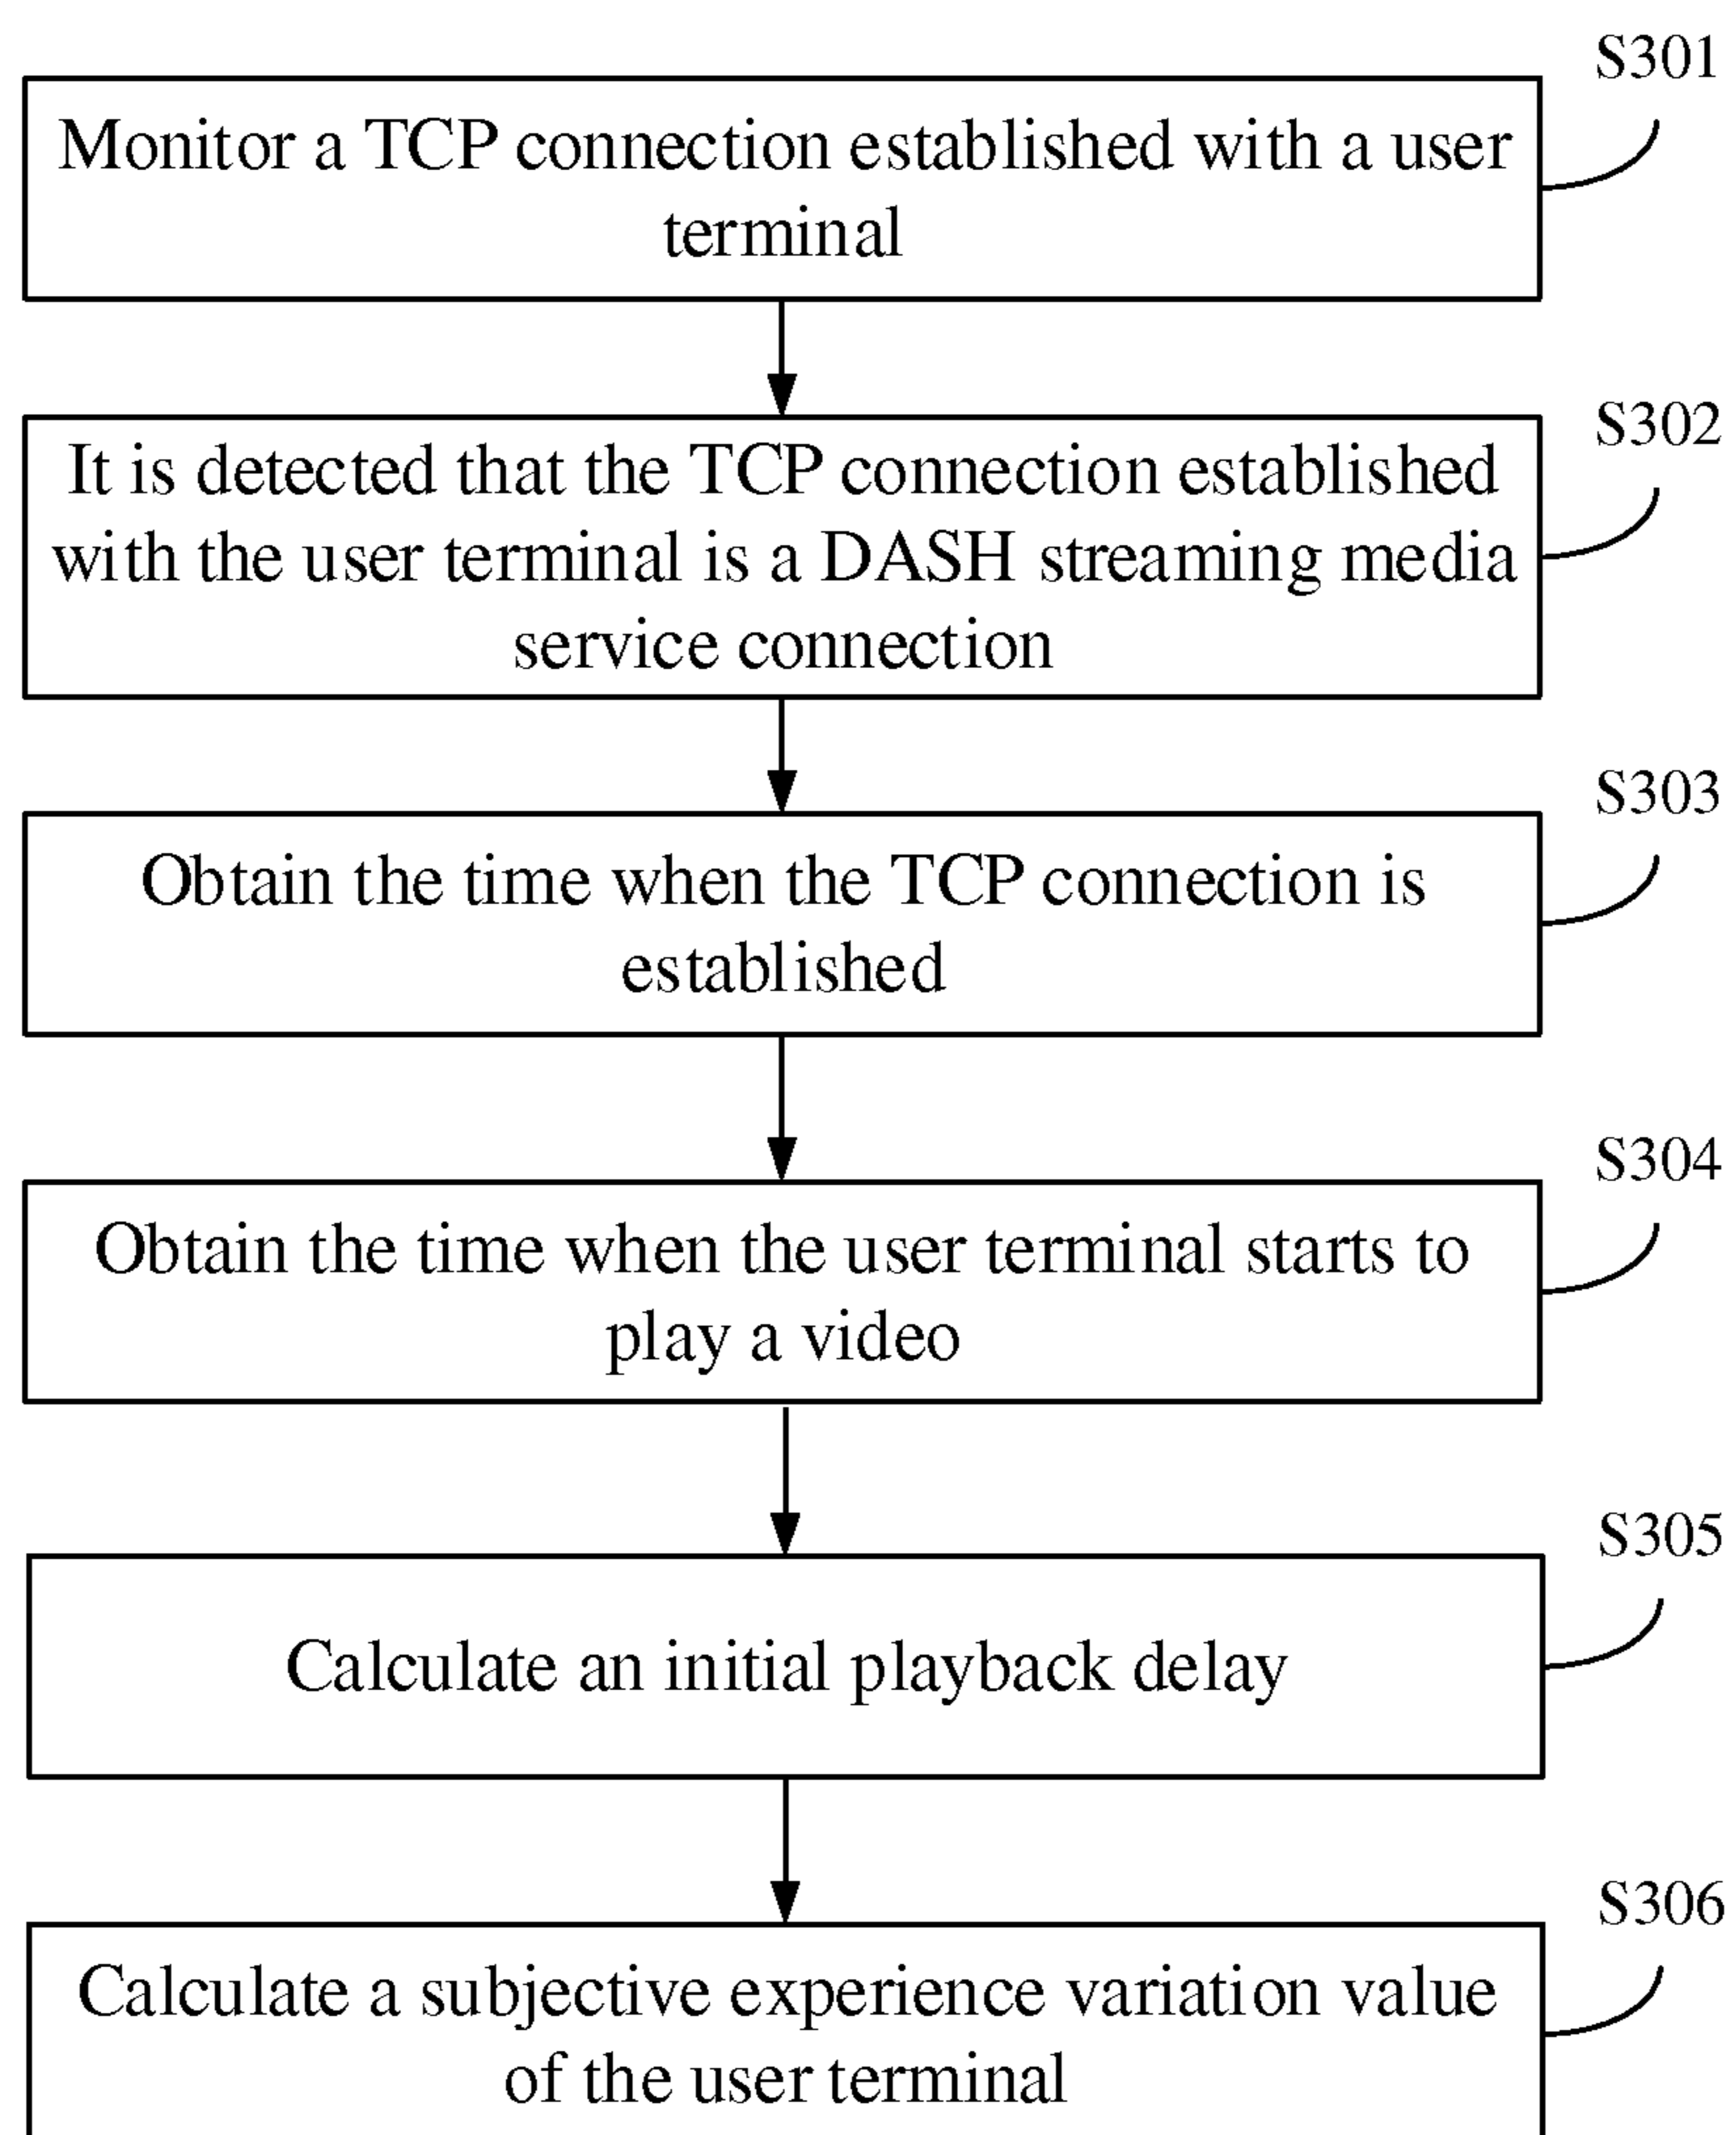 S301
Monitor a TCP connection established with a user
terminal
S302
It is detected that the TCP connection established
with the user terminal is a DASH streaming media
service connection
S303
Obtain the time when the TCP connection is
established
S304
Obtain the time when the user terminal starts to
play a video
S305
Calculate an initial playback delay
S306
Calculate a subjective experience variation value
of the user terminal